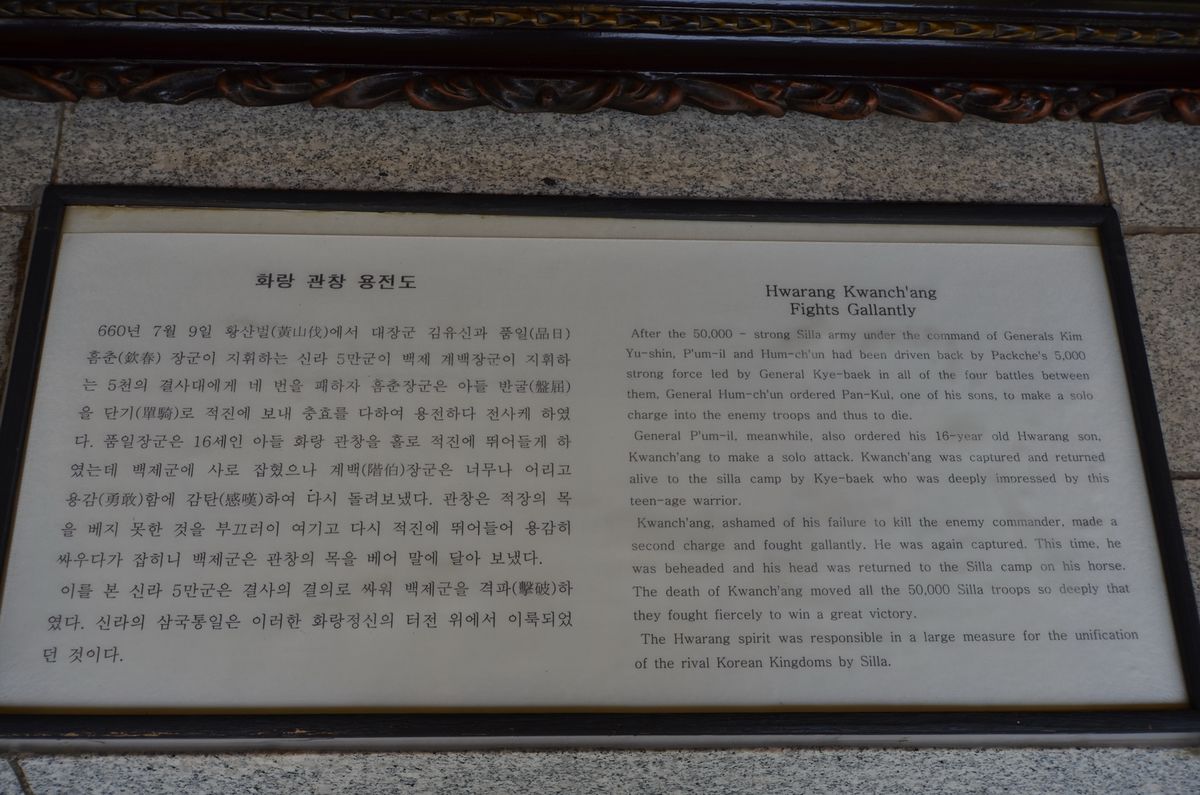 화랑 관창 용전도
660년 7월 9일 황산벌(黃山伐)에서 대장군 김유신과 품일(品日)
흠춘(欽春) 장군이 지휘하는 신라 5만군이 백제 계백장군이 지휘하
는 5천의 결사대에게 네 번을 패하자 흠춘장군은 아들 반굴(盤屈)
을 단기(單騎)로 적진에 보내 충효를 다하여 용전하다 전사케 하였
다. 품일장군은 16세인 아들 화랑 관창을 홀로 적진에 뛰어들게 하
였는데 백제군에 사로 잡혔으나 계백(階伯)장군은 너무나 어리고
용감(勇敢)함에 감탄(感嘆)하여 다시 돌려보냈다. 관창은 적장의 목
을 베지 못한 것을 부끄러이 여기고 다시 적진에 뛰어들어 용감히
싸우다가 잡히니 백제군은 관창의 목을 베어 말에 달아 보냈다.
이를 본 신라 5만군은 결사의 결의로 싸워 백제군을 격파(擊破)하
였다. 신라의 삼국통일은 이러한 화랑정신의 터전 위에서 이룩되었
던 것이다.
Hwarang Kwanch'ang
Fights Gallantly
After the 50,000 - strong Silla army under the command of Generals Kim
Yu-shin, P'um-il and Hum-ch'un had been driven back by Packche's 5,000
strong force led by General Kye-baek in all of the four battles between
them, General Hum-ch'un ordered Pan-Kul, one of his sons, to make a solo
charge into the enemy troops and thus to die.
General P'um-il, meanwhile, also ordered his 16-year old Hwarang son,
Kwanch'ang to make a solo attack. Kwanch'ang was captured and returned
alive to the silla camp by Kye-baek who was deeply impressed by this
teen-age warrior.
Kwanch'ang, ashamed of his failure to kill the enemy commander, made a
second charge and fought gallantly. He was again captured. This time, he
was beheaded and his head was returned to the Silla camp on his horse.
The death of Kwanch'ang moved all the 50,000 Silla troops so deeply that
they fought fiercely to win a great victory.
The Hwarang spirit was responsible in a large measure for the unification
of the rival Korean Kingdoms by Silla.